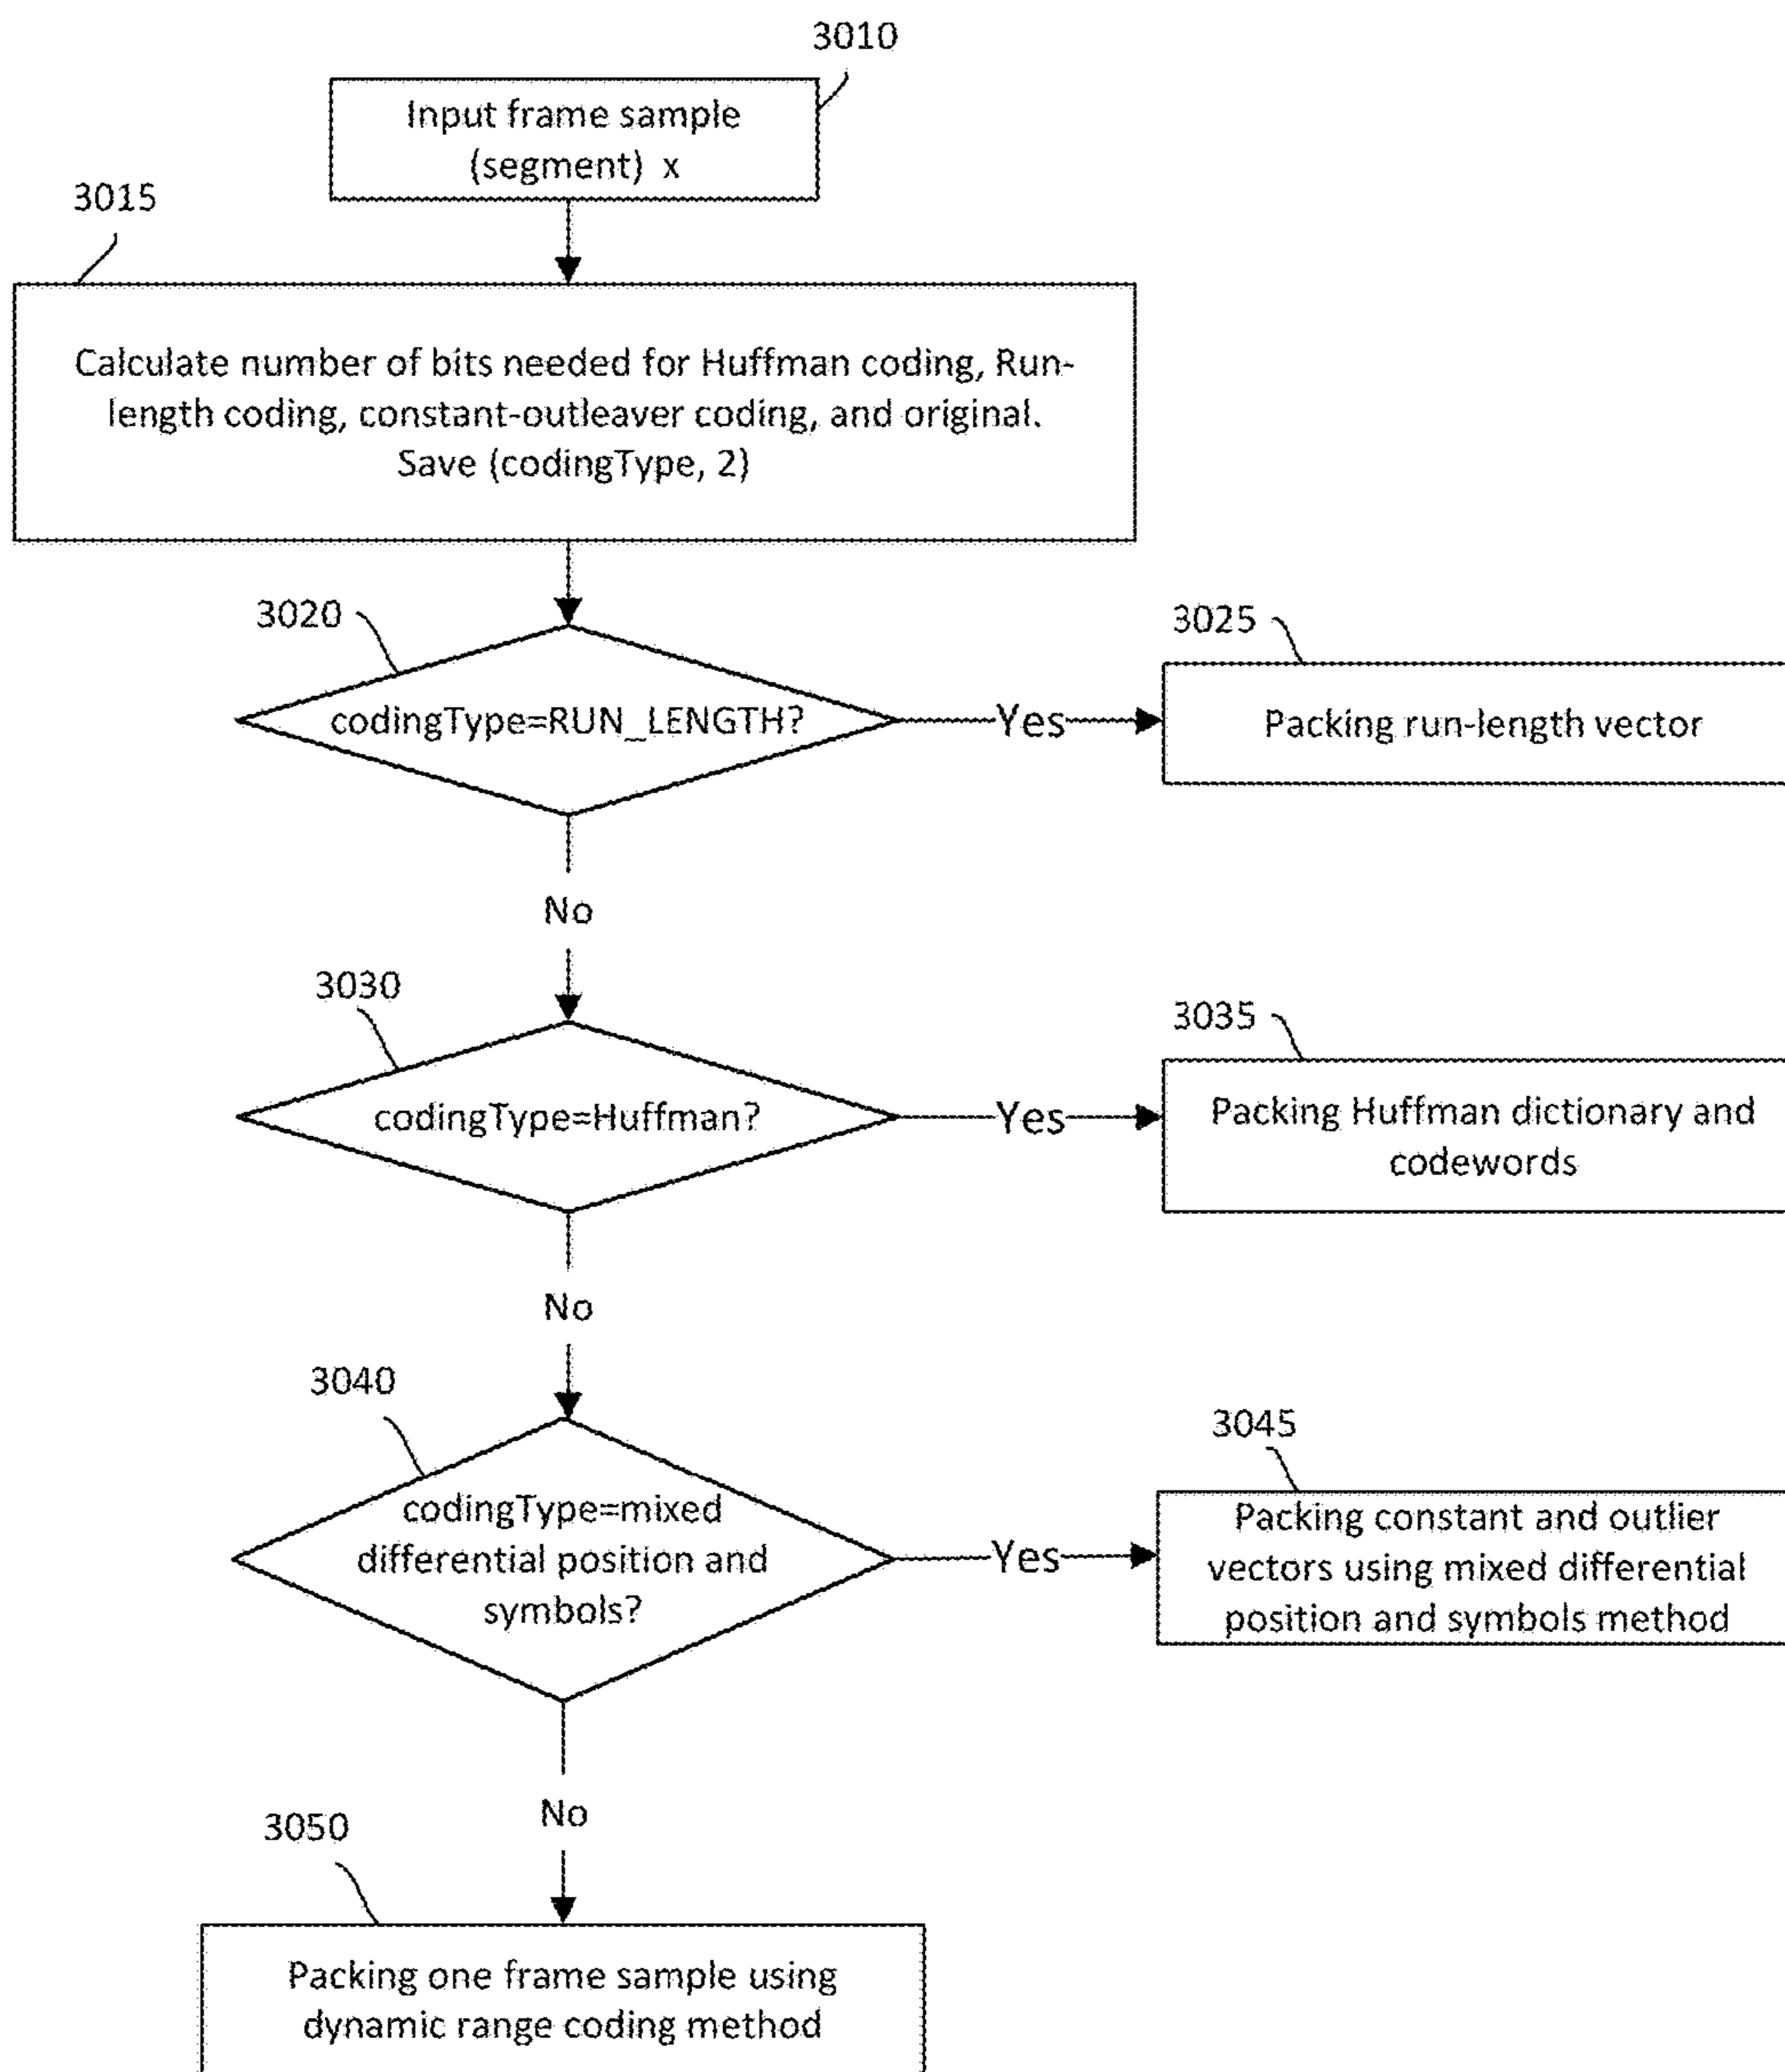 3010
Input frame sample
(segment) x
3015
Calculate number of bits needed for Huffman coding, Run-
length coding, constant-outleaver coding, and original.
Save (codingType, 2)
3020
3025
codingType=RUN_LENGTH?
Yes
Packing run-length vector
No
3030
3035
codingType=Huffman?
Yes
Packing Huffman dictionary and
codewords
No
3040
3045
codingType=mixed
differential position and
symbols?
Yes
Packing constant and outlier
vectors using mixed differential
position and symbols method
No
3050
Packing one frame sample using
dynamic range coding method